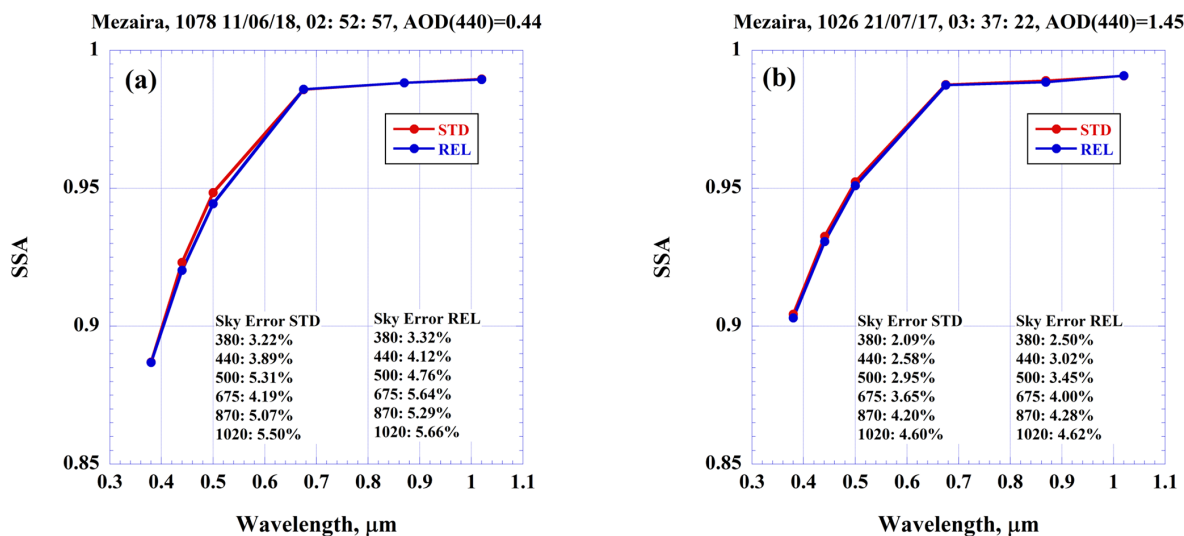 Mezaira, 1078 11/06/18, 02: 52: 57, AOD(440)=0.44
1
(a)
STD
REL
0.95
SSA
0.9
Sky Error STD
380: 3.22%
440: 3.89%
500: 5.31%
675: 4.19%
870: 5.07%
1020: 5.50%
Sky Error REL
380: 3.32%
440: 4.12%
500: 4.76%
675: 5.64%
870: 5.29%
1020: 5.66%
0.85
0.3 0.4 0.5 0.6 0.7 0.8 0.9 1 1.1
Wavelength, μm
Mezaira, 1026 21/07/17, 03: 37: 22, AOD(440)=1.45
1
(b)
STD
REL
0.95
SSA
0.9
Sky Error STD
380: 2.09%
440: 2.58%
500: 2.95%
675: 3.65%
870: 4.20%
1020: 4.60%
Sky Error REL
380: 2.50%
440: 3.02%
500: 3.45%
675: 4.00%
870: 4.28%
1020: 4.62%
0.85
0.3 0.4 0.5 0.6 0.7 0.8 0.9 1 1.1
Wavelength, μm